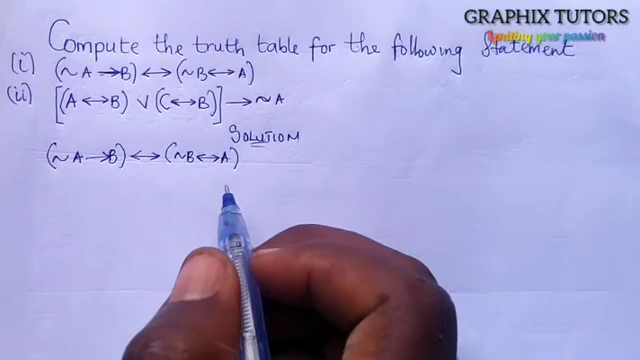 GRAPHIX TUTORS
Igniting your passion
Compute the truth table for the following statement
(i) (~A → B) ↔ (~B ↔ A)
(ii) [(A ↔ B) ∨ (C ↔ B)] → ~A
SOLUTION
(~A → B) ↔ (~B ↔ A)